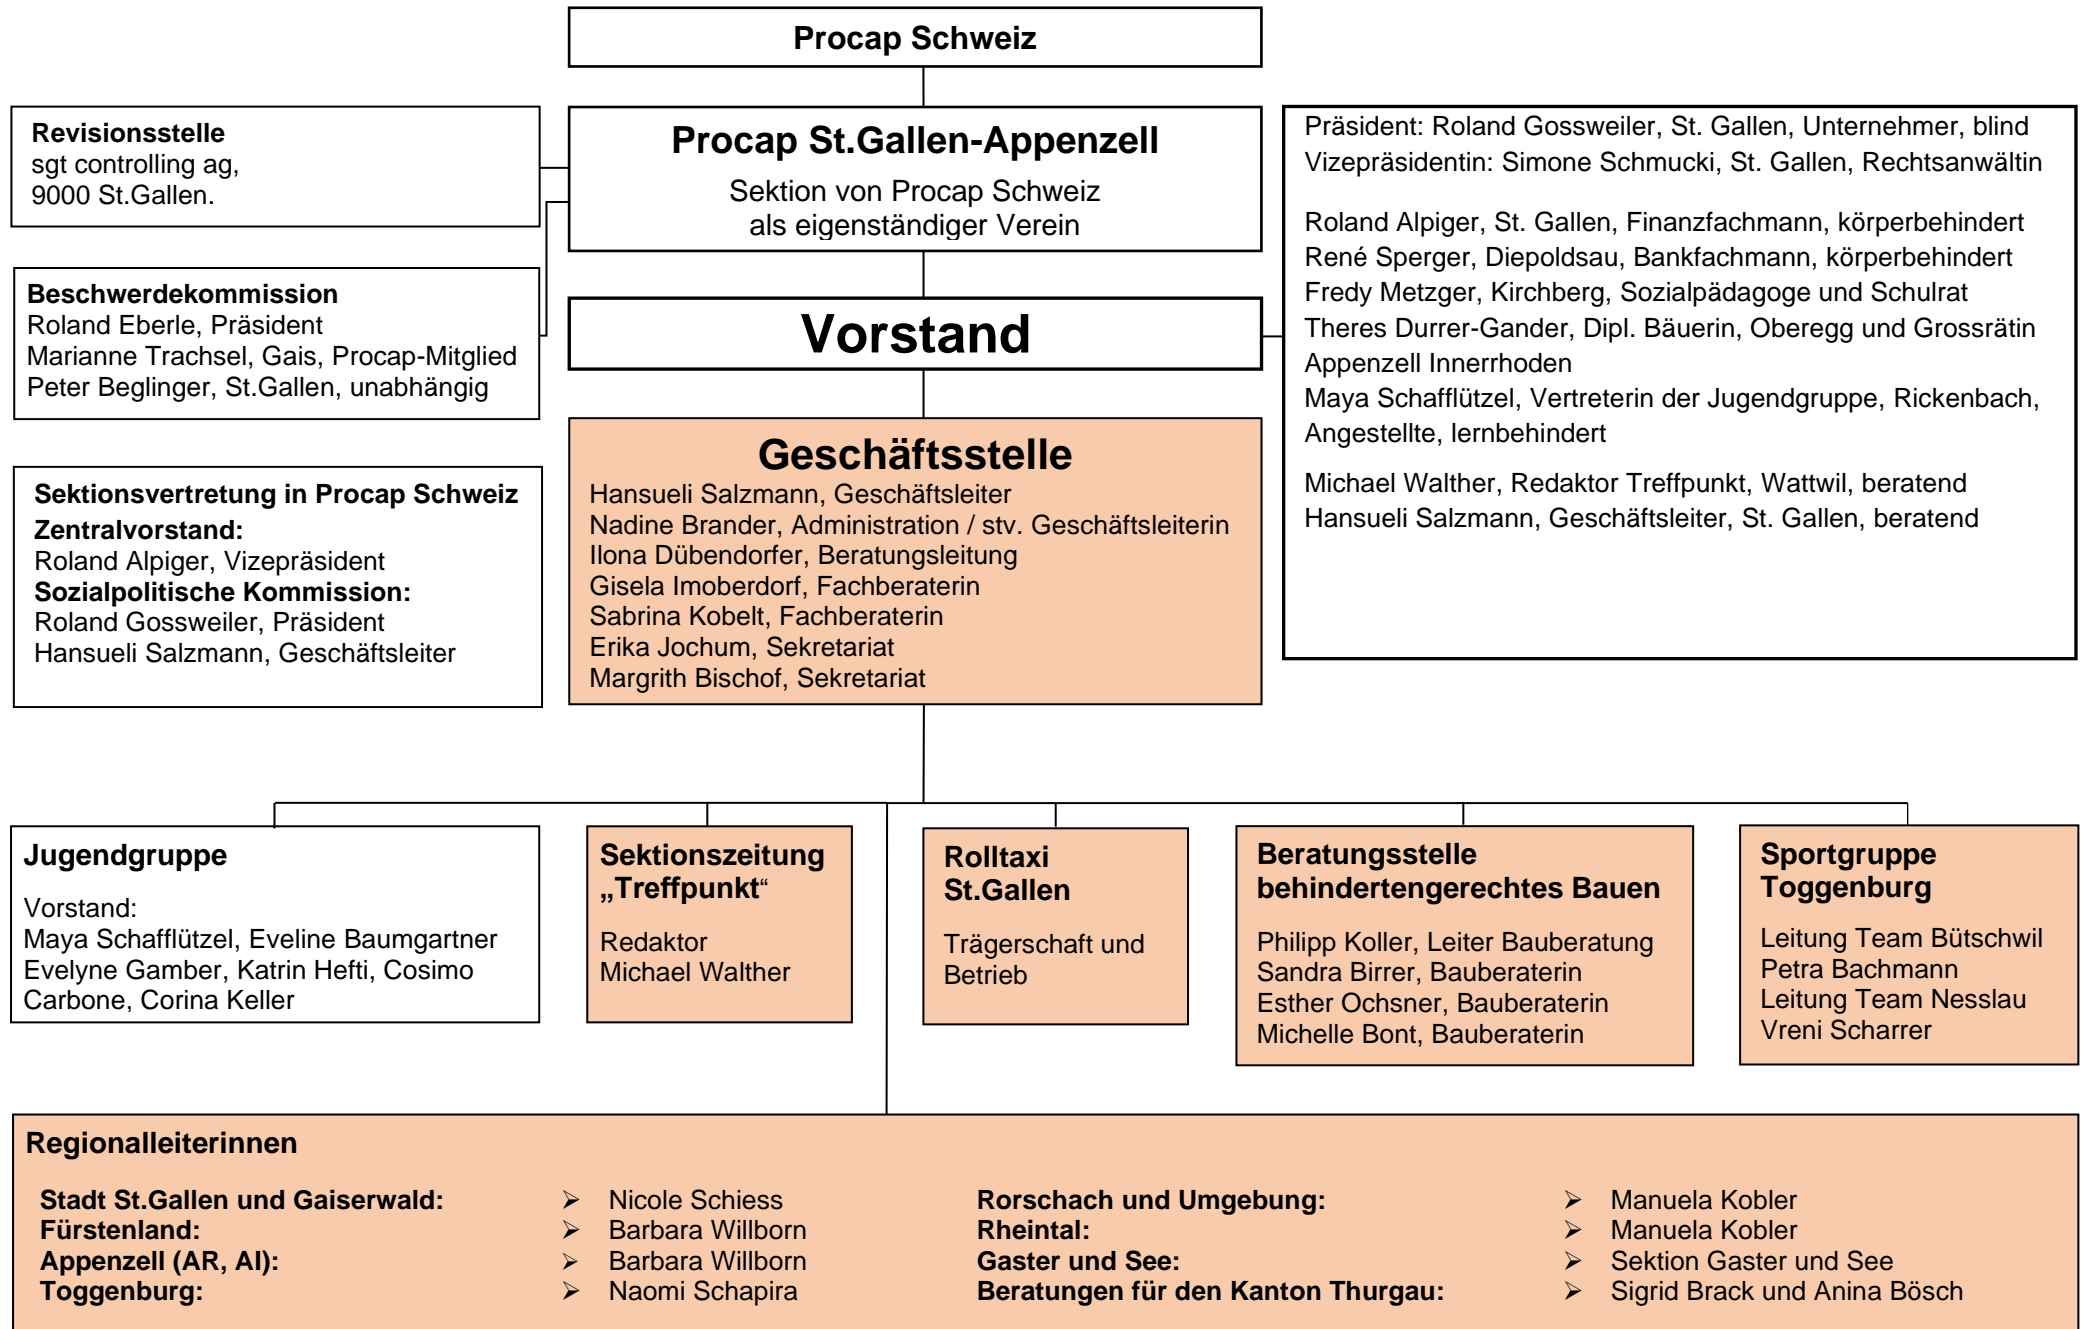 Procap Schweiz
Revisionsstelle
sgt controlling ag,
9000 St.Gallen.
Procap St.Gallen-Appenzell
Sektion von Procap Schweiz
als eigenständiger Verein
Präsident: Roland Gossweiler, St. Gallen, Unternehmer, blind
Vizepräsidentin: Simone Schmucki, St. Gallen, Rechtsanwältin
Roland Alpiger, St. Gallen, Finanzfachmann, körperbehindert
René Sperger, Diepoldsau, Bankfachmann, körperbehindert
Fredy Metzger, Kirchberg, Sozialpädagoge und Schulrat
Theres Durrer-Gander, Dipl. Bäuerin, Oberegg und Grossrätin
Appenzell Innerrhoden
Maya Schafflützel, Vertreterin der Jugendgruppe, Rickenbach,
Angestellte, lernbehindert
Michael Walther, Redaktor Treffpunkt, Wattwil, beratend
Hansueli Salzmann, Geschäftsleiter, St. Gallen, beratend
Beschwerdekommission
Roland Eberle, Präsident
Marianne Trachsel, Gais, Procap-Mitglied
Peter Beglinger, St.Gallen, unabhängig
Vorstand
Sektionsvertretung in Procap Schweiz
Zentralvorstand:
Roland Alpiger, Vizepräsident
Sozialpolitische Kommission:
Roland Gossweiler, Präsident
Hansueli Salzmann, Geschäftsleiter
Geschäftsstelle
Hansueli Salzmann, Geschäftsleiter
Nadine Brander, Administration / stv. Geschäftsleiterin
Ilona Dübendorfer, Beratungsleitung
Gisela Imoberdorf, Fachberaterin
Sabrina Kobelt, Fachberaterin
Erika Jochum, Sekretariat
Margrith Bischof, Sekretariat
Jugendgruppe
Vorstand:
Maya Schafflützel, Eveline Baumgartner
Evelyne Gamber, Katrin Hefti, Cosimo
Carbone, Corina Keller
Sektionszeitung
„Treffpunkt“
Redaktor
Michael Walther
Rolltaxi
St.Gallen
Trägerschaft und
Betrieb
Beratungsstelle
behindertengerechtes Bauen
Philipp Koller, Leiter Bauberatung
Sandra Birrer, Bauberaterin
Esther Ochsner, Bauberaterin
Michelle Bont, Bauberaterin
Sportgruppe
Toggenburg
Leitung Team Bütschwil
Petra Bachmann
Leitung Team Nesslau
Vreni Scharrer
Regionalleiterinnen
Stadt St.Gallen und Gaiserwald: ➢ Nicole Schiess
Fürstenland: ➢ Barbara Willborn
Appenzell (AR, AI): ➢ Barbara Willborn
Toggenburg: ➢ Naomi Schapira
Rorschach und Umgebung: ➢ Manuela Kobler
Rheintal: ➢ Manuela Kobler
Gaster und See: ➢ Sektion Gaster und See
Beratungen für den Kanton Thurgau: ➢ Sigrid Brack und Anina Bösch